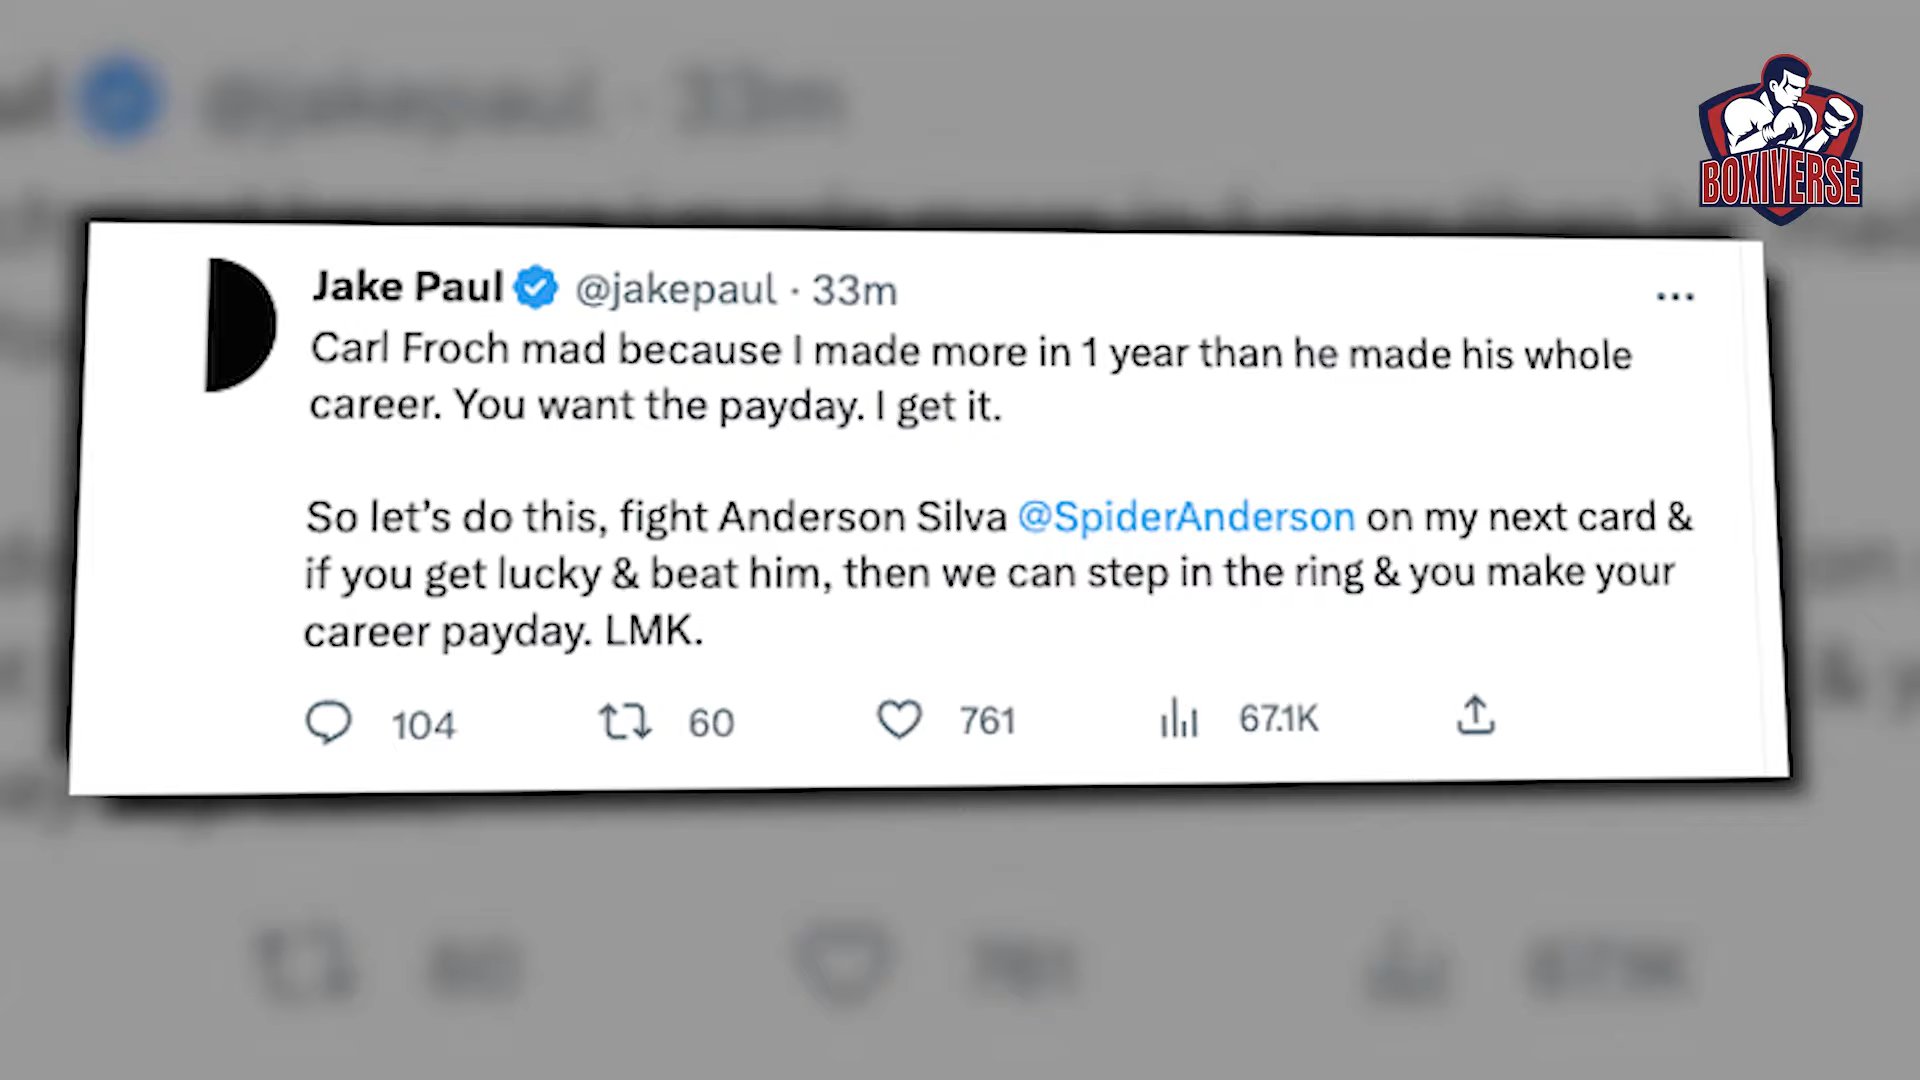 BOXIVERSE
Jake Paul @jakepaul · 33m
Carl Froch mad because I made more in 1 year than he made his whole
career. You want the payday. I get it.
So let’s do this, fight Anderson Silva @SpiderAnderson on my next card &
if you get lucky & beat him, then we can step in the ring & you make your
career payday. LMK.
104 60 761 67.1K